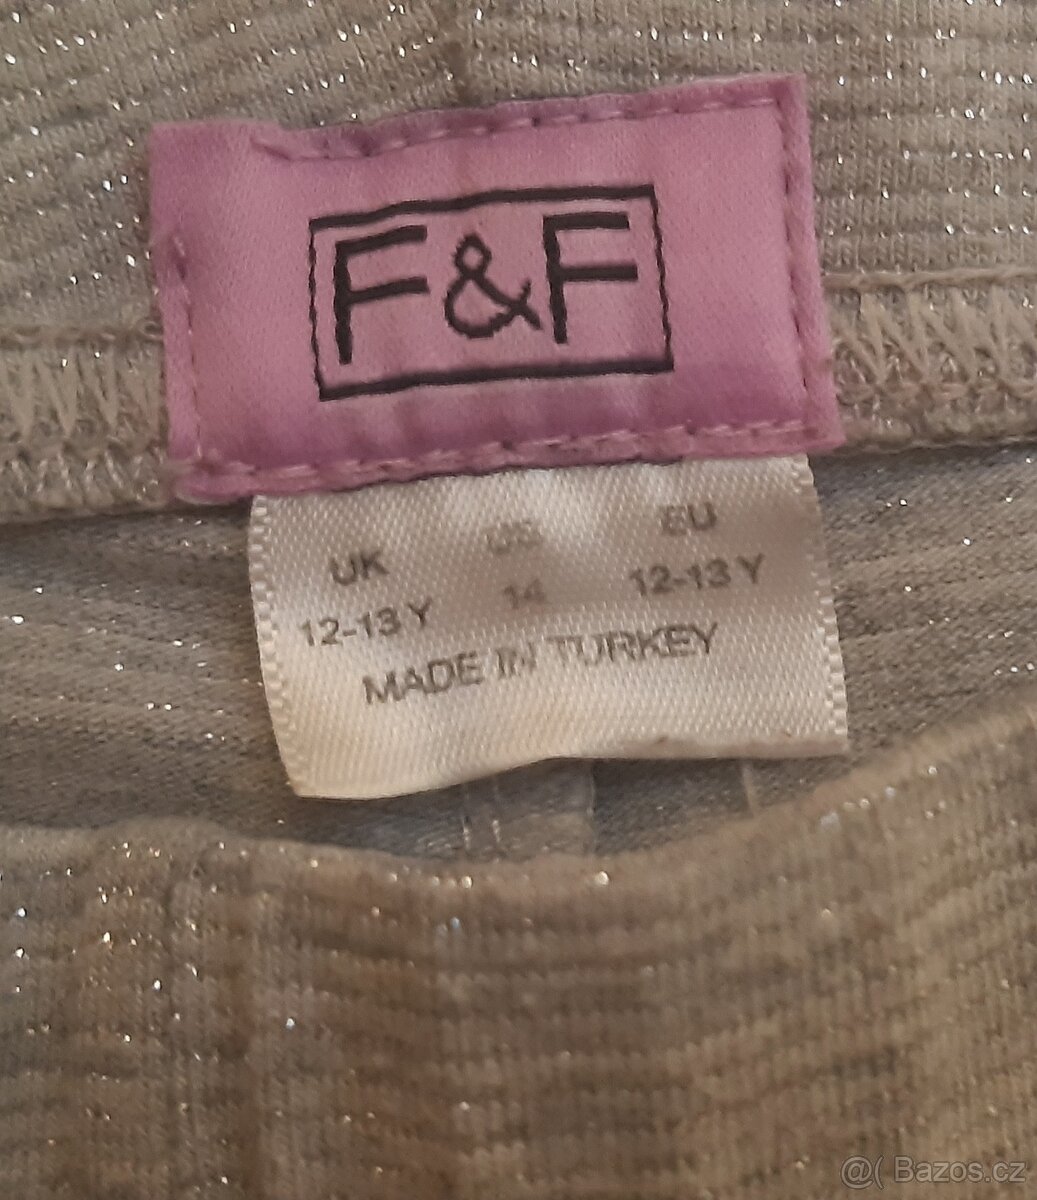 F&F
UK US EU
12-13 Y 14 12-13 Y
MADE IN TURKEY
@( Bazos.cz